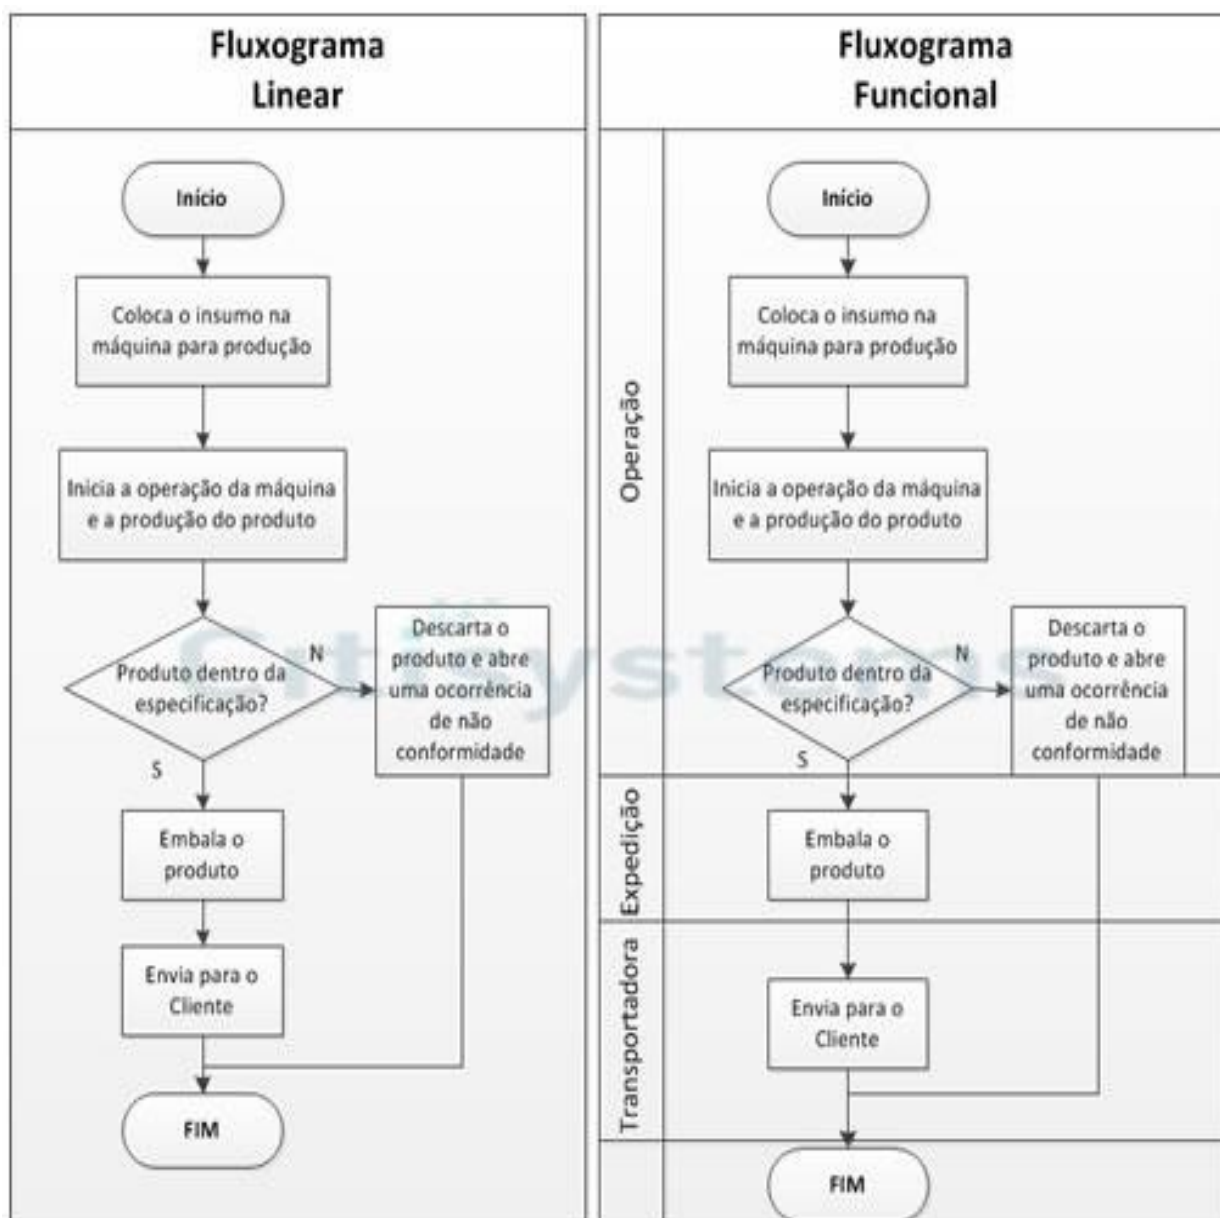 Fluxograma
Linear
Início
Coloca o insumo na
máquina para produção
Inicia a operação da máquina
e a produção do produto
Produto dentro da
especificação?
N
Descarta o
produto e abre
uma ocorrência
de não
conformidade
S
Embala o
produto
Envia para o
Cliente
FIM
Fluxograma
Funcional
Operação
Início
Coloca o insumo na
máquina para produção
Inicia a operação da máquina
e a produção do produto
Produto dentro da
especificação?
N
Descarta o
produto e abre
uma ocorrência
de não
conformidade
S
Expedição
Embala o
produto
Transportadora
Envia para o
Cliente
FIM